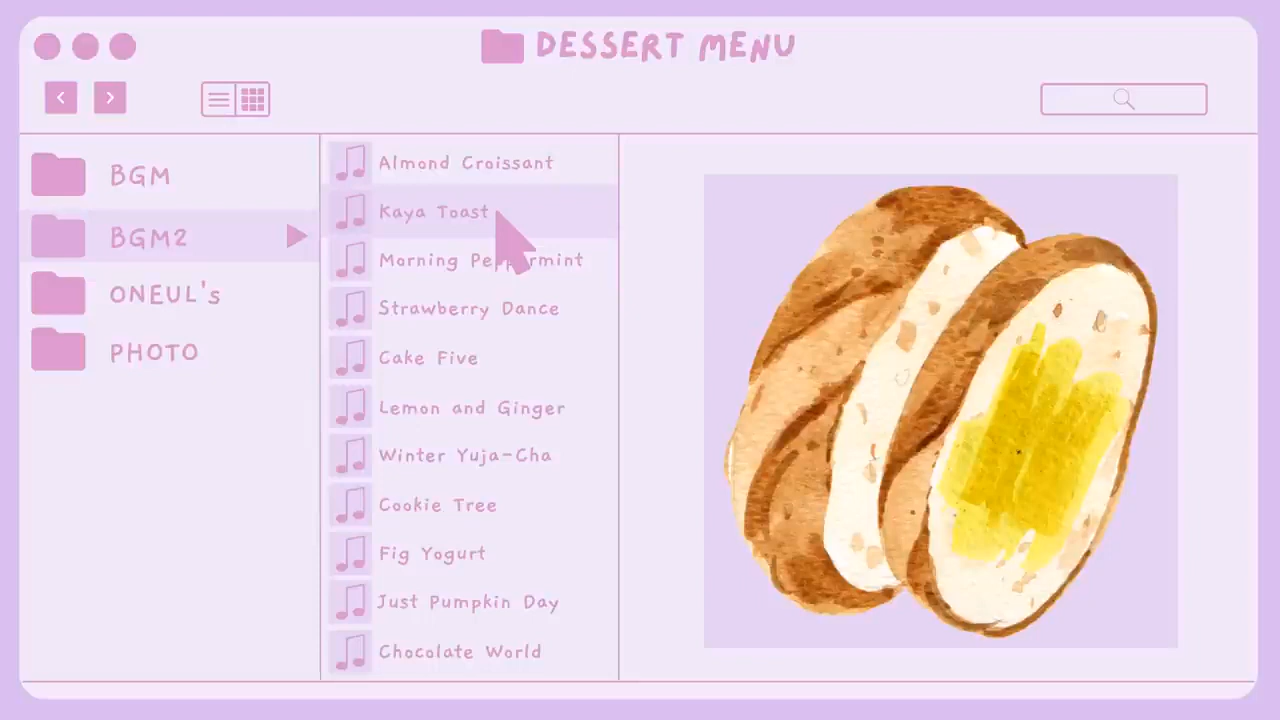 DESSERT MENU
BGM
BGM2
ONEUL's
PHOTO
Almond Croissant
Kaya Toast
Morning Peppermint
Strawberry Dance
Cake Five
Lemon and Ginger
Winter Yuja-Cha
Cookie Tree
Fig Yogurt
Just Pumpkin Day
Chocolate World